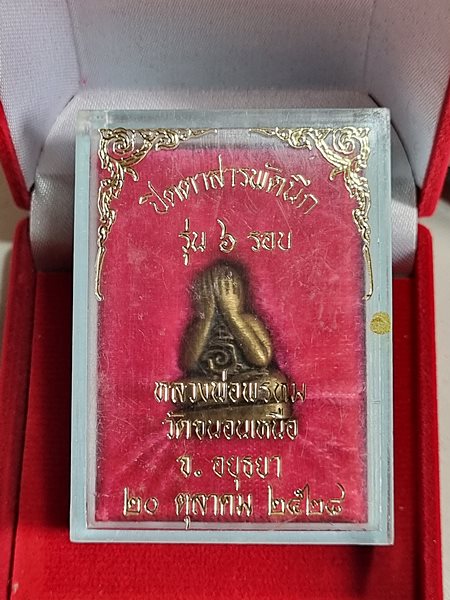 ปิดตาสารพัดนึก
รุ่น ๖ รอบ
หลวงพ่อพรหม
วัดขนอนเหนือ
จ. อยุธยา
๒๐ ตุลาคม ๒๕๒๘